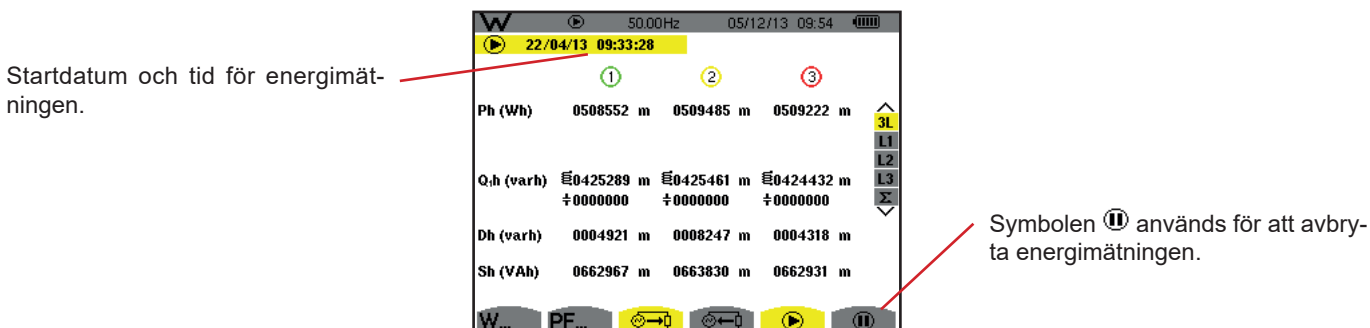 W 50.00Hz 05/12/13 09:54
22/04/13 09:33:28
Startdatum och tid för energimät-
ningen.
1 2 3
Ph (Wh) 0508552 m 0509485 m 0509222 m
3L
L1
L2
L3
Σ
Q₁h (varh) 0425289 m 0425461 m 0424432 m
0000000 0000000 0000000
Dh (varh) 0004921 m 0008247 m 0004318 m
Sh (VAh) 0662967 m 0663830 m 0662931 m
W... PF...
Symbolen används för att avbry-
ta energimätningen.